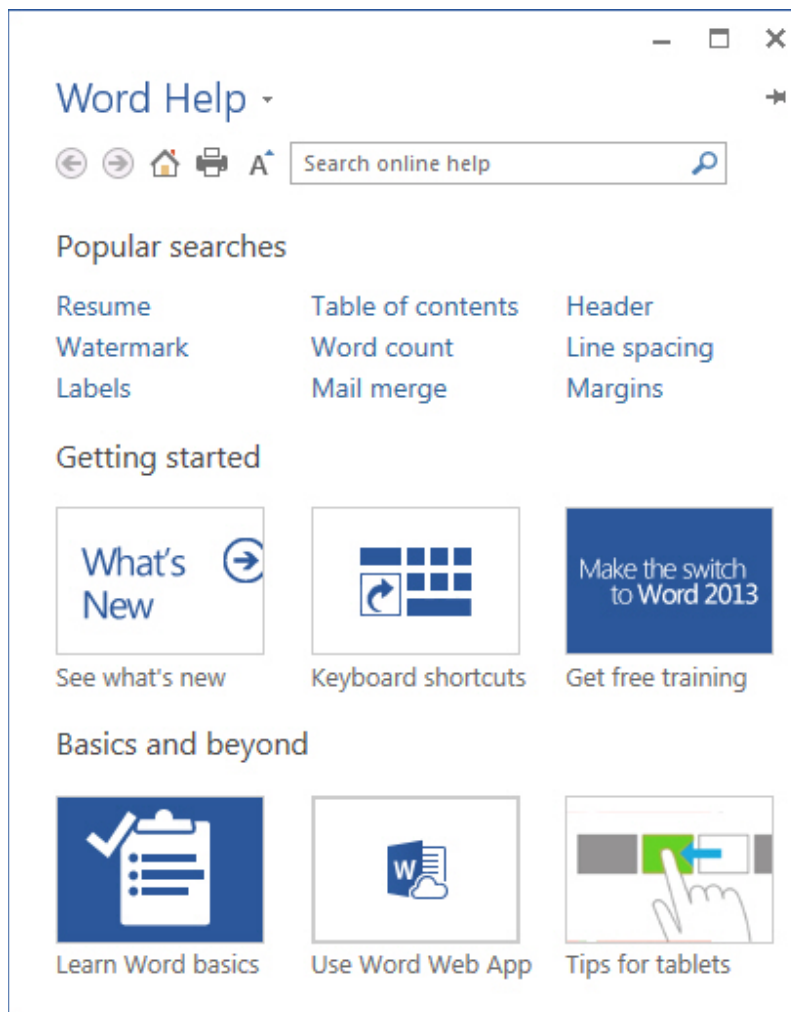 Word Help
A
Search online help
Popular searches
Resume Table of contents Header
Watermark Word count Line spacing
Labels Mail merge Margins
Getting started
What's
New
Make the switch
to Word 2013
See what's new Keyboard shortcuts Get free training
Basics and beyond
W
Learn Word basics Use Word Web App Tips for tablets